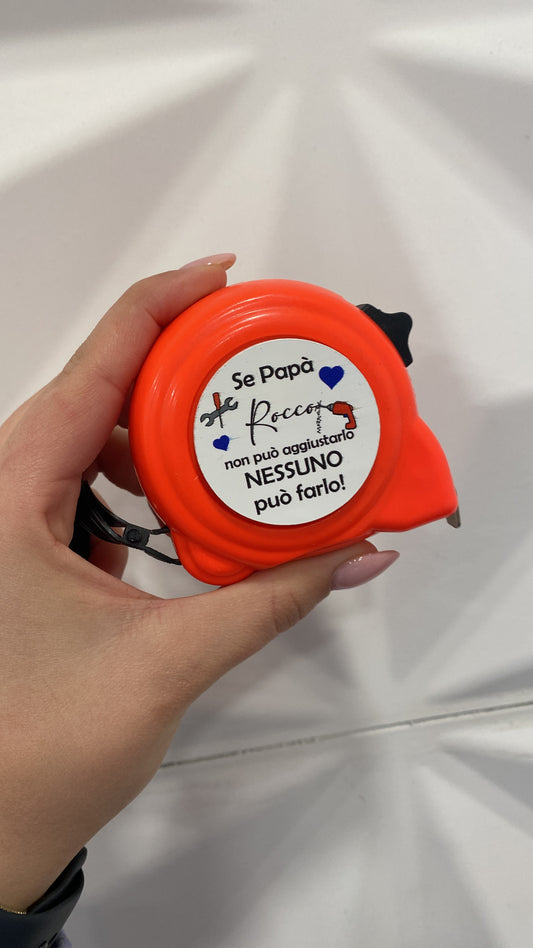 Se Papà
Rocco
non può aggiustarlo
NESSUNO
può farlo!